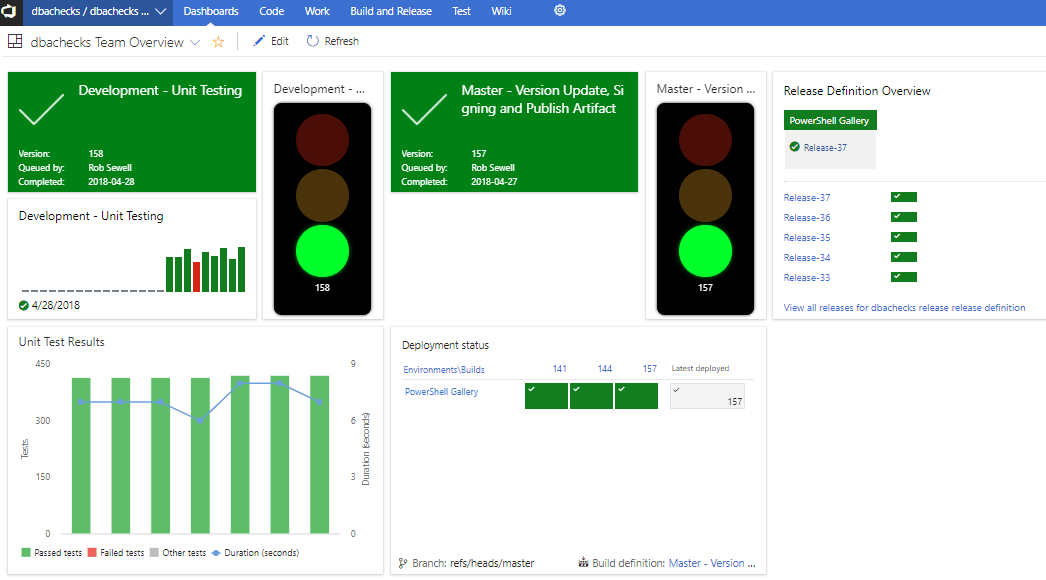 dbachecks / dbachecks ...
Dashboards
Code
Work
Build and Release
Test
Wiki
dbachecks Team Overview
Edit
Refresh
Development - Unit Testing
Version: 158
Queued by: Rob Sewell
Completed: 2018-04-28
Development - ...
158
Master - Version Update, Si
gning and Publish Artifact
Version: 157
Queued by: Rob Sewell
Completed: 2018-04-27
Master - Version ...
157
Release Definition Overview
PowerShell Gallery
Release-37
Release-37
Release-36
Release-35
Release-34
Release-33
View all releases for dbachecks release release definition
Development - Unit Testing
4/28/2018
Unit Test Results
450
300
150
0
Tests
9
6
3
0
Duration (seconds)
Passed tests
Failed tests
Other tests
Duration (seconds)
Deployment status
Environments\Builds 141 144 157 Latest deployed
PowerShell Gallery
157
Branch: refs/heads/master
Build definition: Master - Version ...